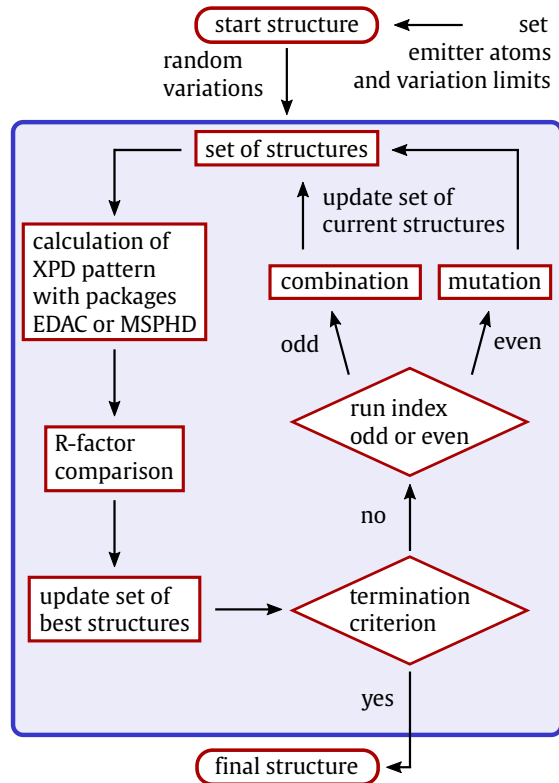 start structure
set
emitter atoms
and variation limits
random
variations
set of structures
update set of
current structures
calculation of
XPD pattern
with packages
EDAC or MSPHD
combination
mutation
odd
even
run index
odd or even
R-factor
comparison
no
update set of
best structures
termination
criterion
yes
final structure